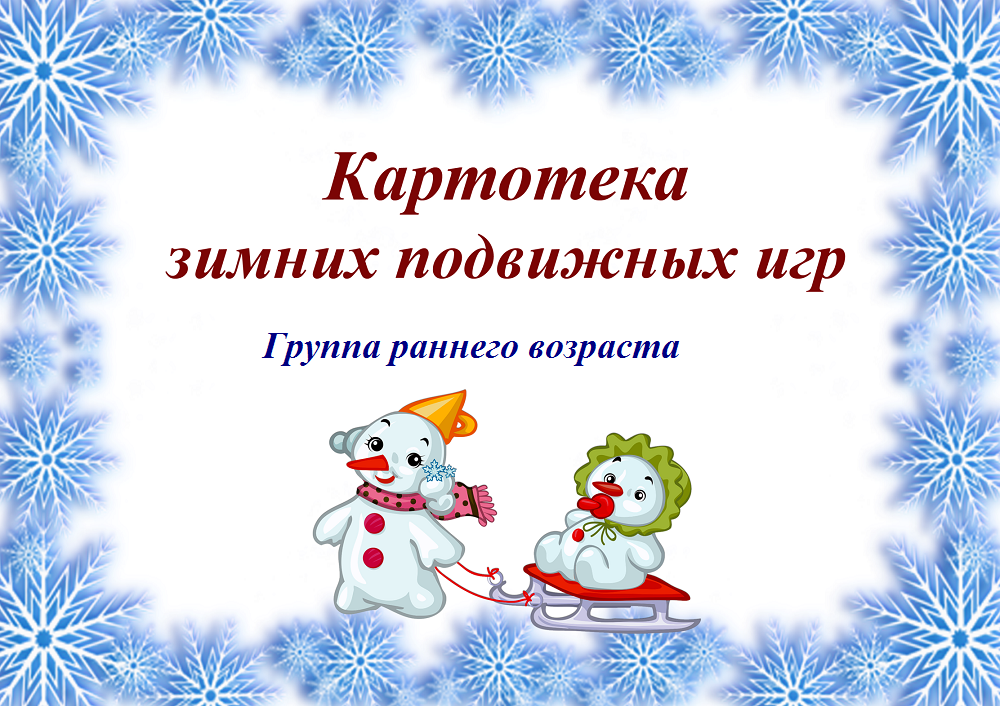 Картотека
зимних подвижных игр
Группа раннего возраста